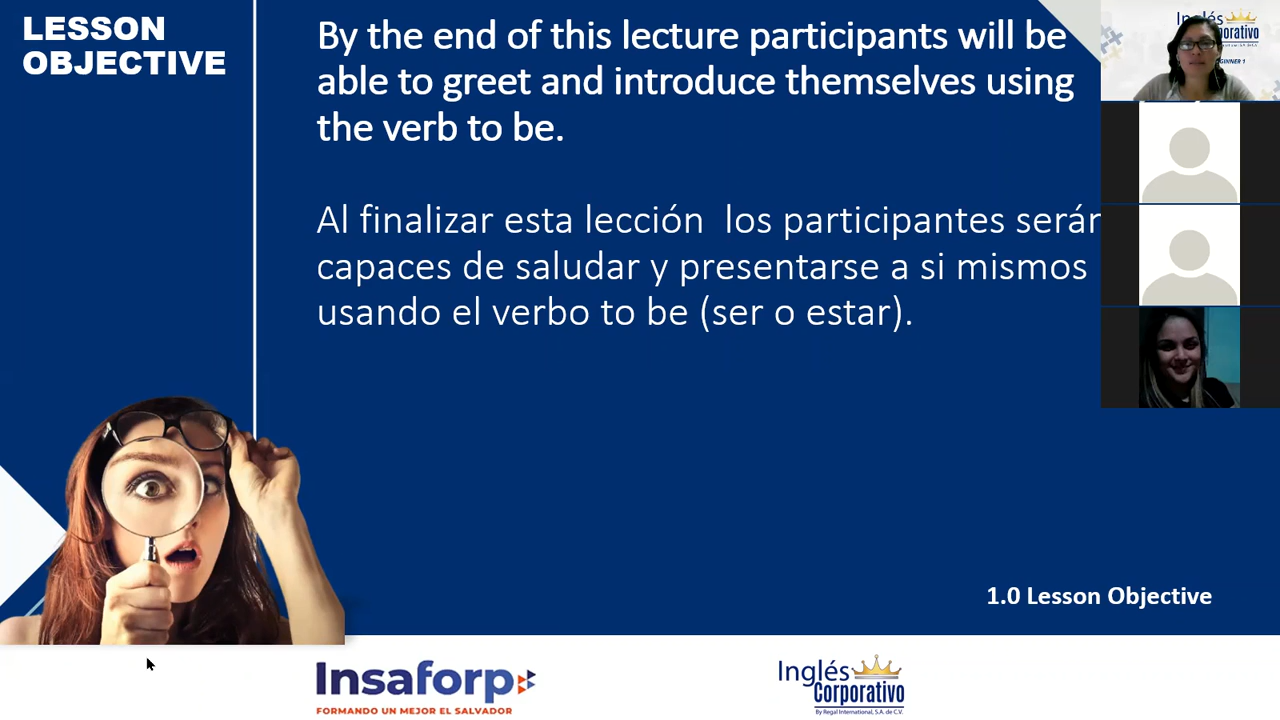 LESSON
OBJECTIVE
By the end of this lecture participants will be
able to greet and introduce themselves using
the verb to be.
Al finalizar esta lección los participantes serán
capaces de saludar y presentarse a si mismos
usando el verbo to be (ser o estar).
1.0 Lesson Objective
Insaforp
FORMANDO UN MEJOR EL SALVADOR
Inglés
Corporativo
By Regal International, S.A. de C.V.